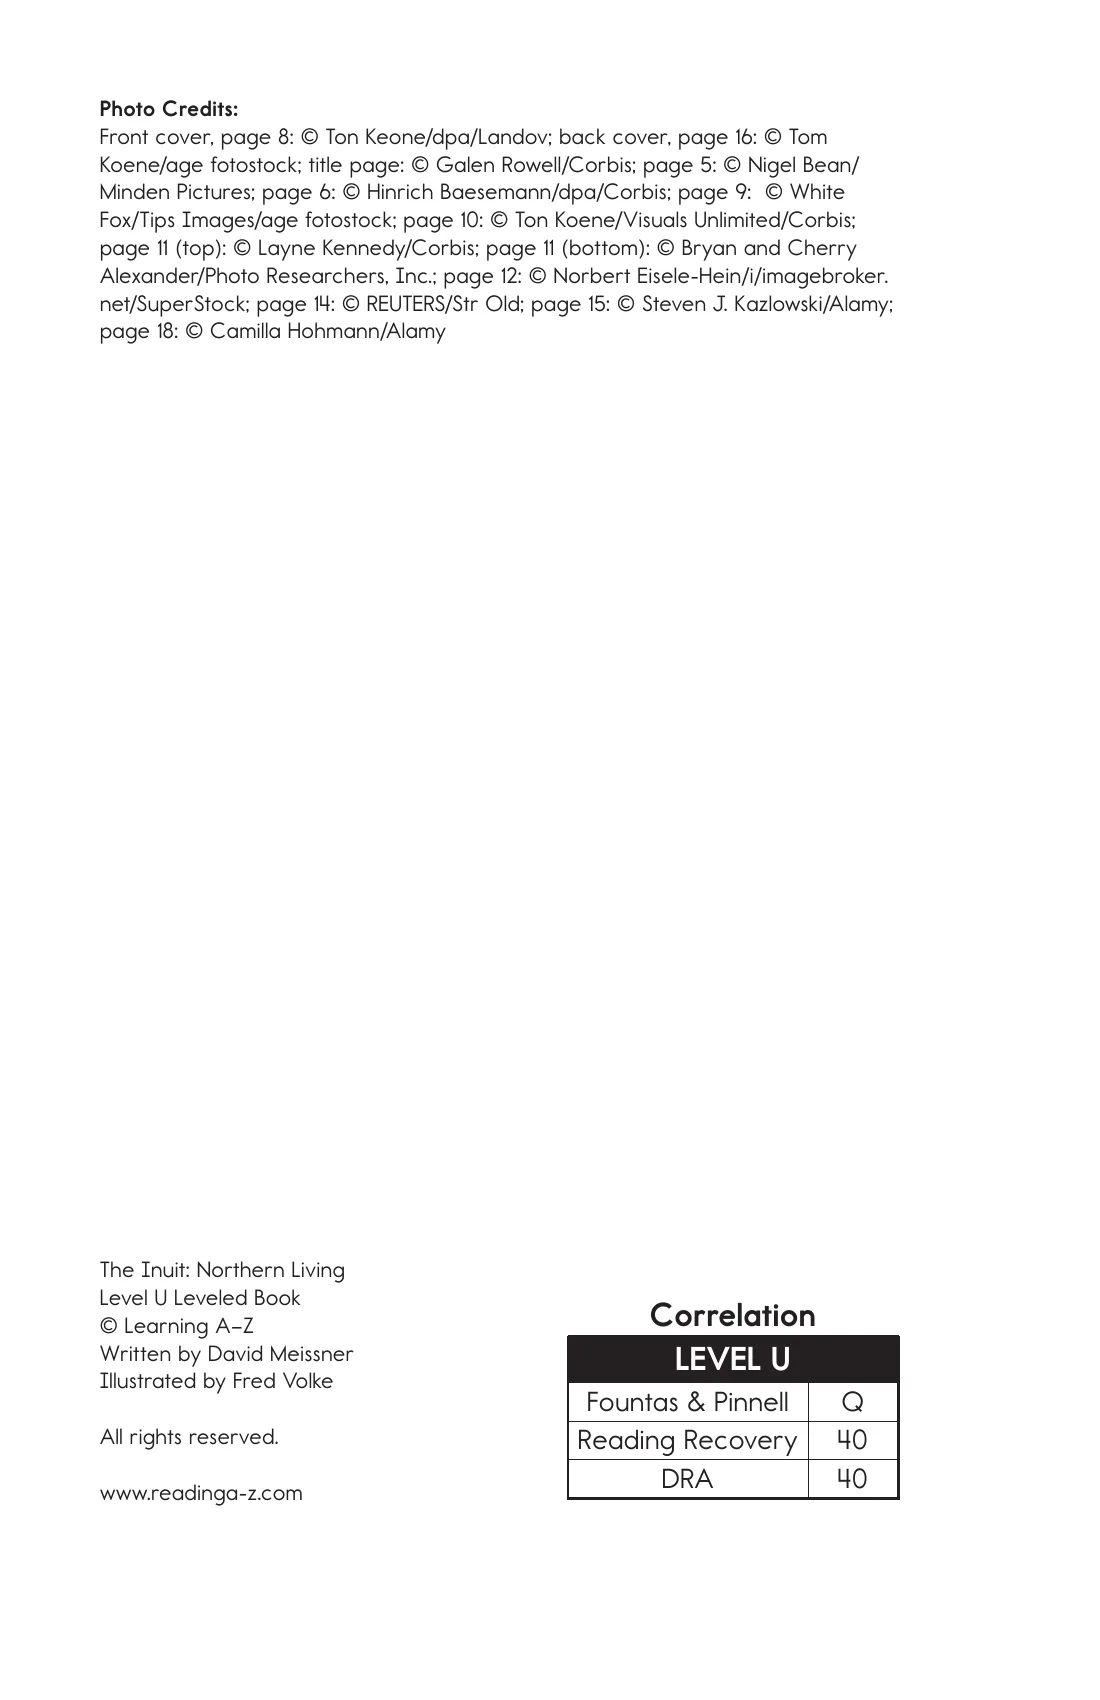 Photo Credits:
Front cover, page 8: © Ton Keone/dpa/Landov; back cover, page 16: © Tom
Koene/age fotostock; title page: © Galen Rowell/Corbis; page 5: © Nigel Bean/
Minden Pictures; page 6: © Hinrich Baesemann/dpa/Corbis; page 9:  © White
Fox/Tips Images/age fotostock; page 10: © Ton Koene/Visuals Unlimited/Corbis;
page 11 (top): © Layne Kennedy/Corbis; page 11 (bottom): © Bryan and Cherry
Alexander/Photo Researchers, Inc.; page 12: © Norbert Eisele-Hein/i/imagebroker.
net/SuperStock; page 14: © REUTERS/Str Old; page 15: © Steven J. Kazlowski/Alamy;
page 18: © Camilla Hohmann/Alamy
The Inuit: Northern Living
Level U Leveled Book
© Learning A–Z
Written by David Meissner
Illustrated by Fred Volke
All rights reserved.
www.readinga-z.com
Correlation
LEVEL U
Fountas & Pinnell Q
Reading Recovery 40
DRA 40